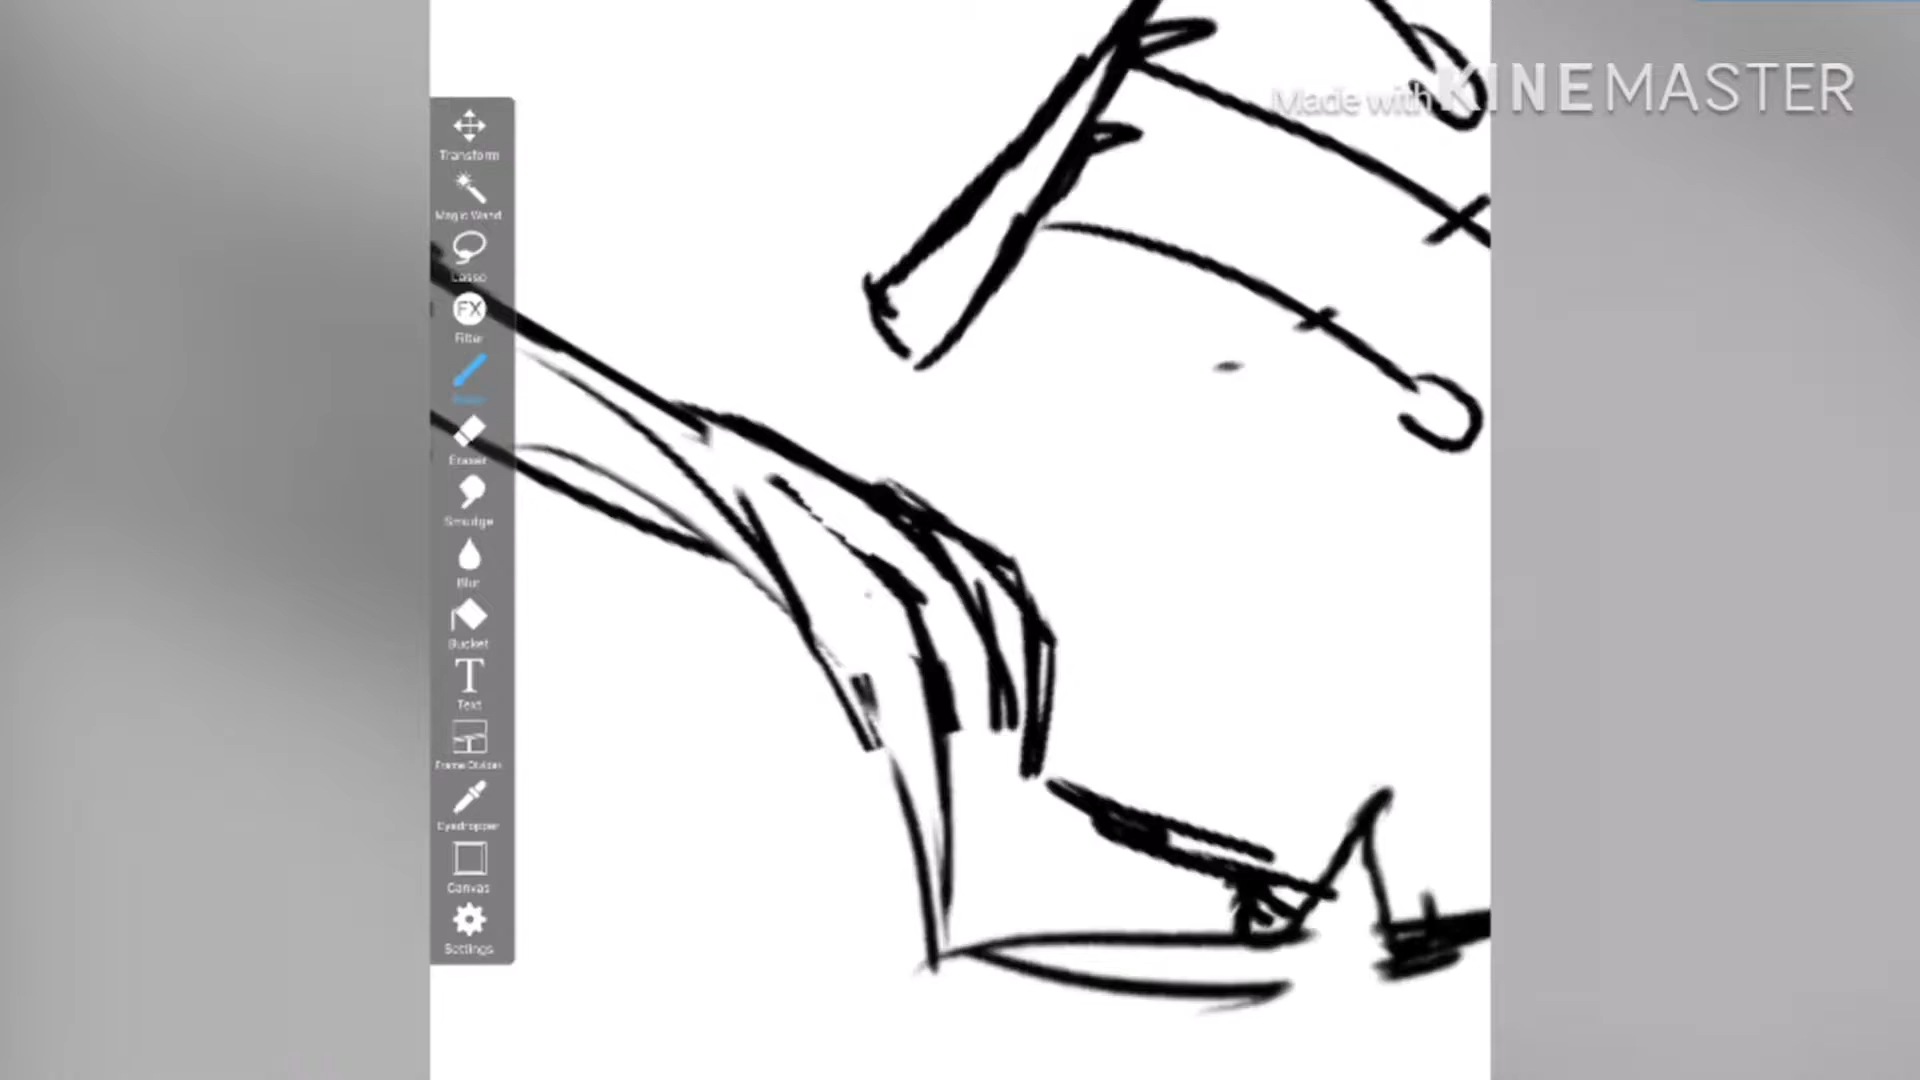 Made with KINEMASTER
Transform
Magic Wand
Lasso
FX
Filter
Eraser
Smudge
Blur
Bucket
T
Text
Frame Divider
Eyedropper
Canvas
Settings